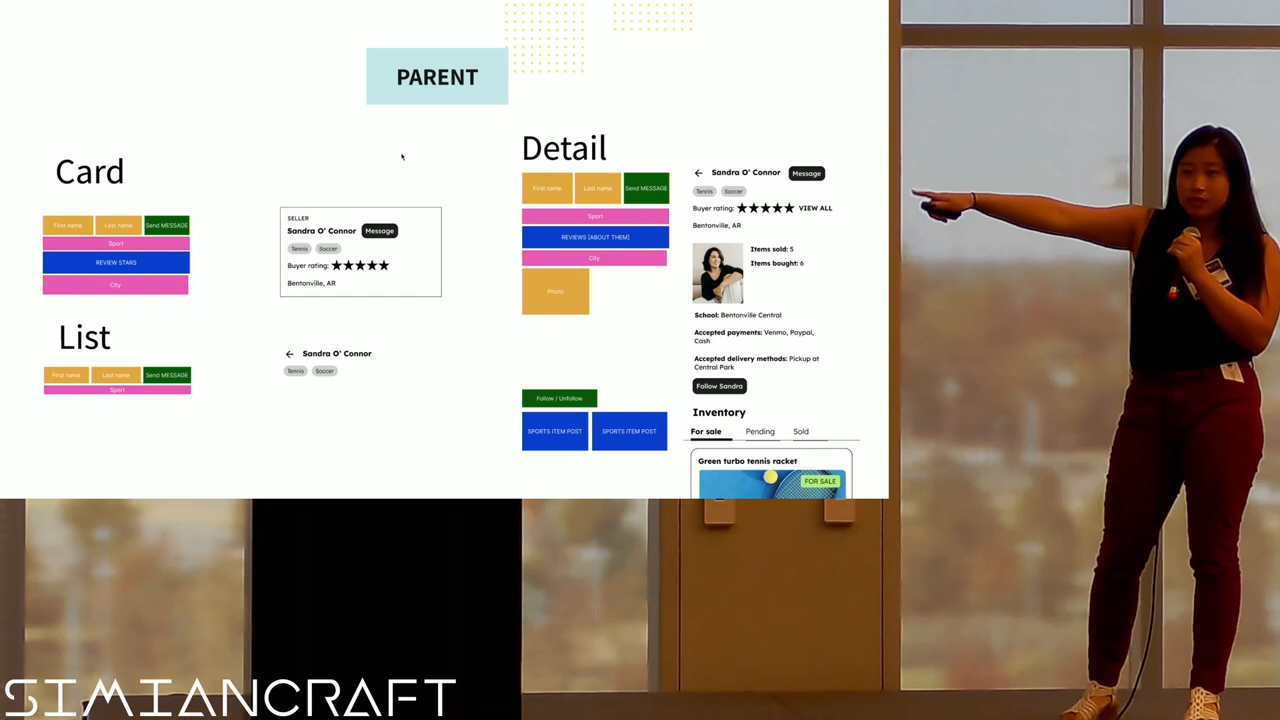 PARENT
Card
First name
Last name
Send MESSAGE
Sport
REVIEW STARS
City
SELLER
Sandra O' Connor
Message
Tennis
Soccer
Buyer rating: ★★★★★
Bentonville, AR
List
First name
Last name
Send MESSAGE
Sport
Sandra O' Connor
Tennis
Soccer
Detail
First name
Last name
Send MESSAGE
Sport
REVIEWS [ABOUT THEM]
City
Photo
Follow / Unfollow
SPORTS ITEM POST
SPORTS ITEM POST
Sandra O' Connor
Message
Tennis
Soccer
Buyer rating: ★★★★★ VIEW ALL
Bentonville, AR
Items sold: 5
Items bought: 6
School: Bentonville Central
Accepted payments: Venmo, Paypal,
Cash
Accepted delivery methods: Pickup at
Central Park
Follow Sandra
Inventory
For sale
Pending
Sold
Green turbo tennis racket
FOR SALE
SIMIANCRAFT